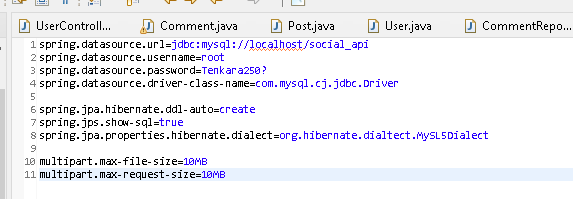 UserControll... Comment.java Post.java User.java CommentRepo...
1 spring.datasource.url=jdbc:mysql://localhost/social_api
2 spring.datasource.username=root
3 spring.datasource.password=Tenkara250?
4 spring.datasource.driver-class-name=com.mysql.cj.jdbc.Driver
5
6 spring.jpa.hibernate.ddl-auto=create
7 spring.jps.show-sql=true
8 spring.jpa.properties.hibernate.dialect=org.hibernate.dialtect.MySL5Dialect
9
10 multipart.max-file-size=10MB
11 multipart.max-request-size=10MB